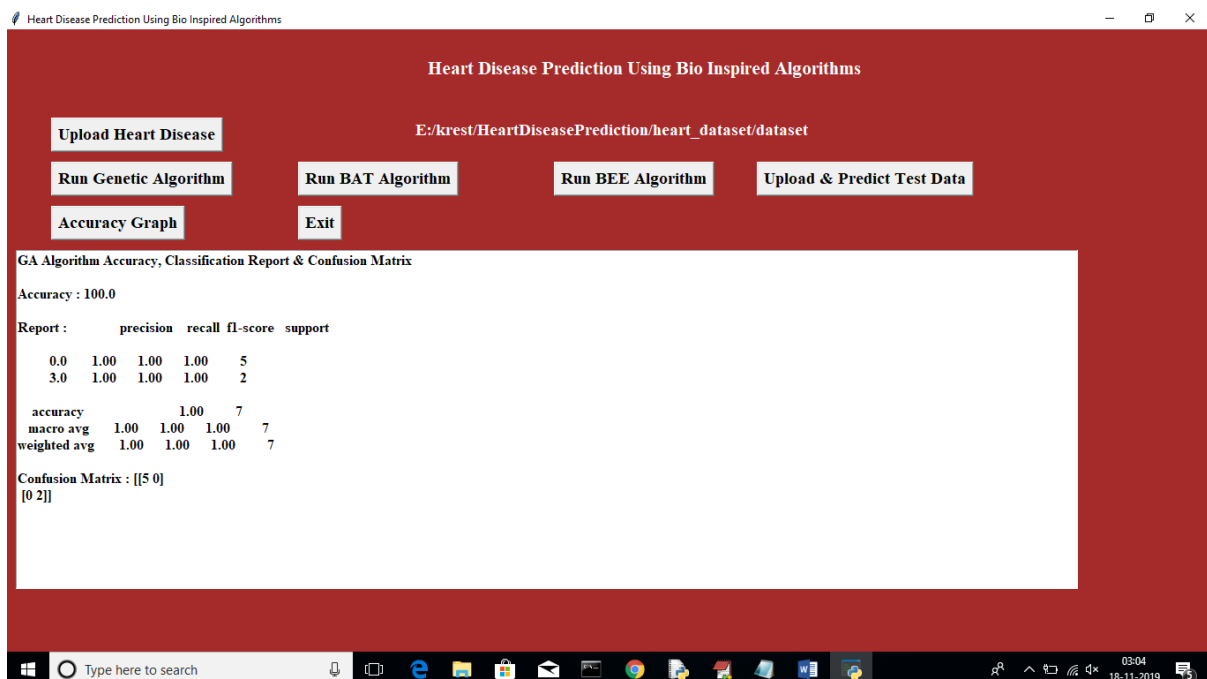 Heart Disease Prediction Using Bio Inspired Algorithms
Heart Disease Prediction Using Bio Inspired Algorithms
Upload Heart Disease E:/krest/HeartDiseasePrediction/heart_dataset/dataset
Run Genetic Algorithm Run BAT Algorithm Run BEE Algorithm Upload & Predict Test Data
Accuracy Graph Exit
GA Algorithm Accuracy, Classification Report & Confusion Matrix
Accuracy : 100.0
Report : precision recall f1-score support
0.0 1.00 1.00 1.00 5
3.0 1.00 1.00 1.00 2
accuracy 1.00 7
macro avg 1.00 1.00 1.00 7
weighted avg 1.00 1.00 1.00 7
Confusion Matrix : [[5 0]
[0 2]]
Type here to search 03:04
18-11-2019